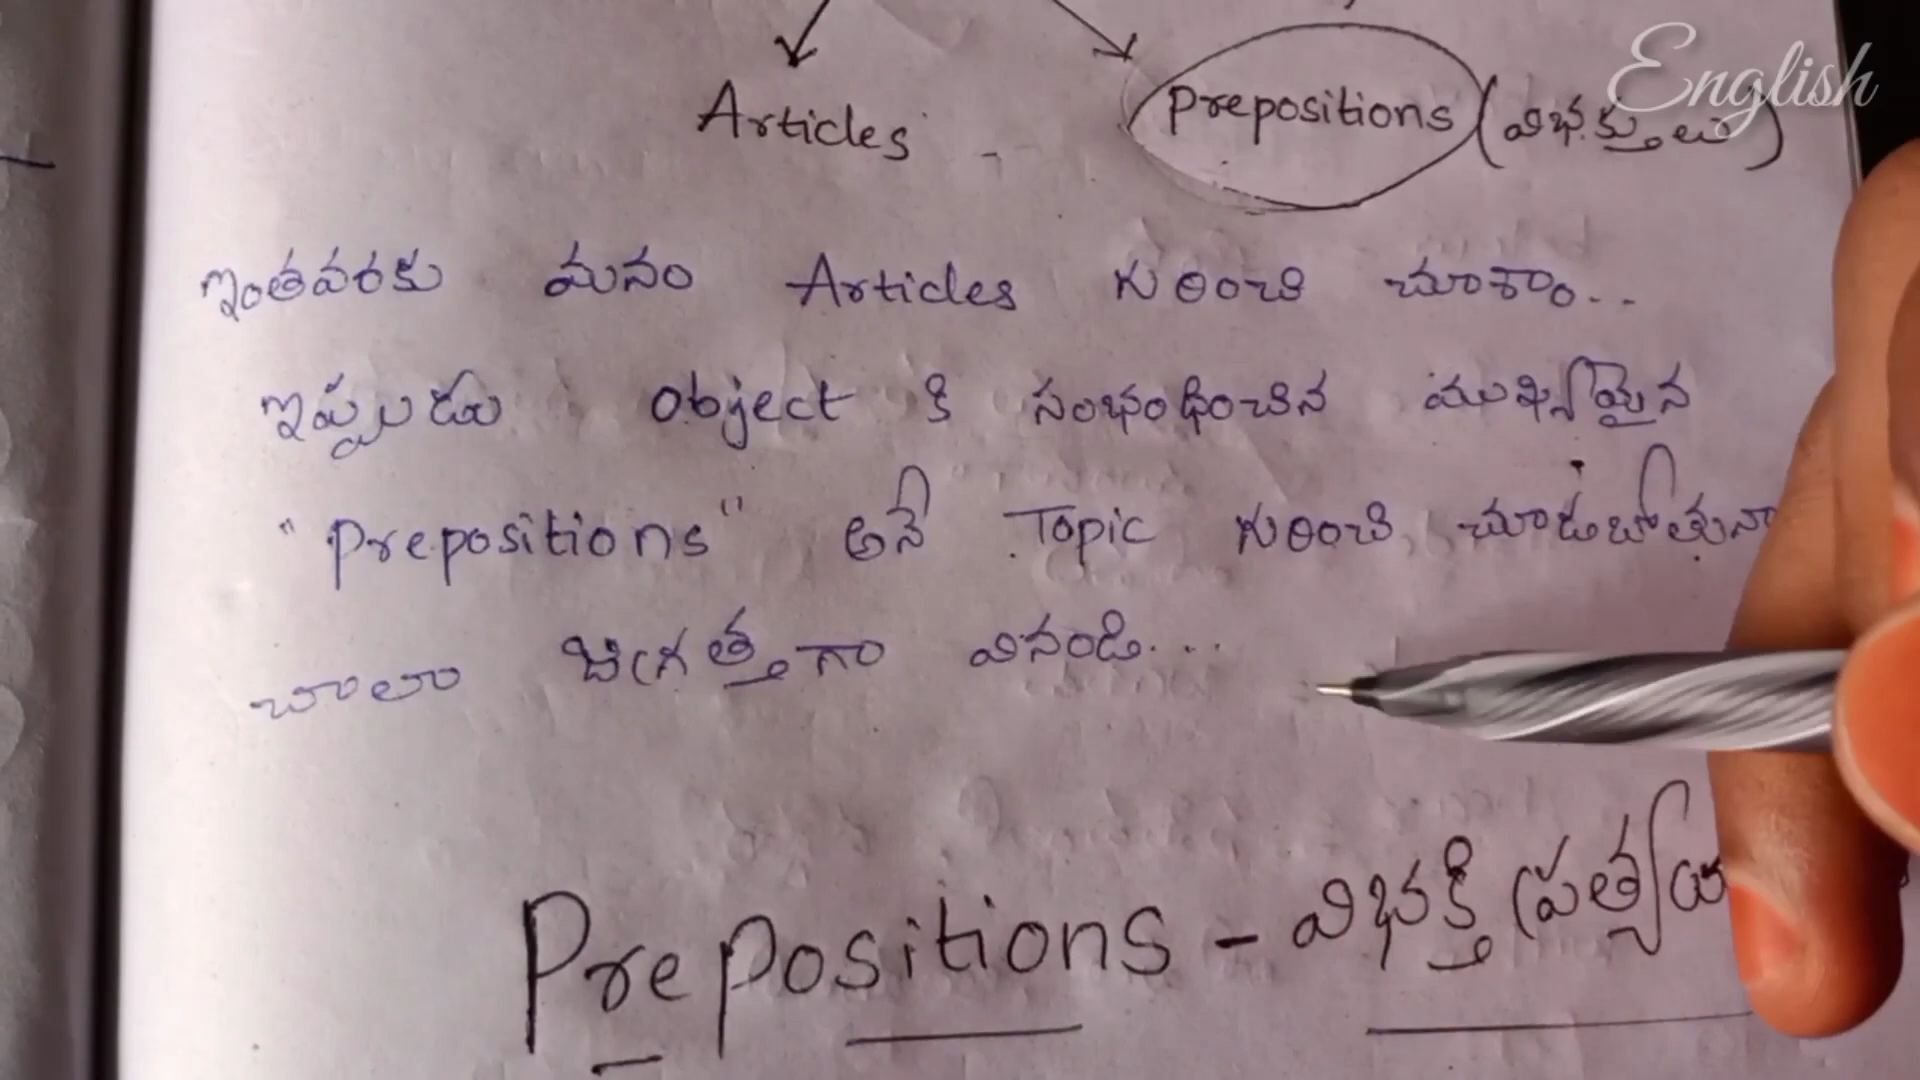 English
Articles Prepositions (విభక్తులు)
ఇంతవరకు మనం Articles గురించి చూశాం...
ఇప్పుడు object కి సంభంధించిన ముఖ్యమైన
"Prepositions" అనే Topic గురించి చూడబోతున్నా
చాలా జాగ్రత్తగా వినండి...
Prepositions - విభక్తి ప్రత్యయ